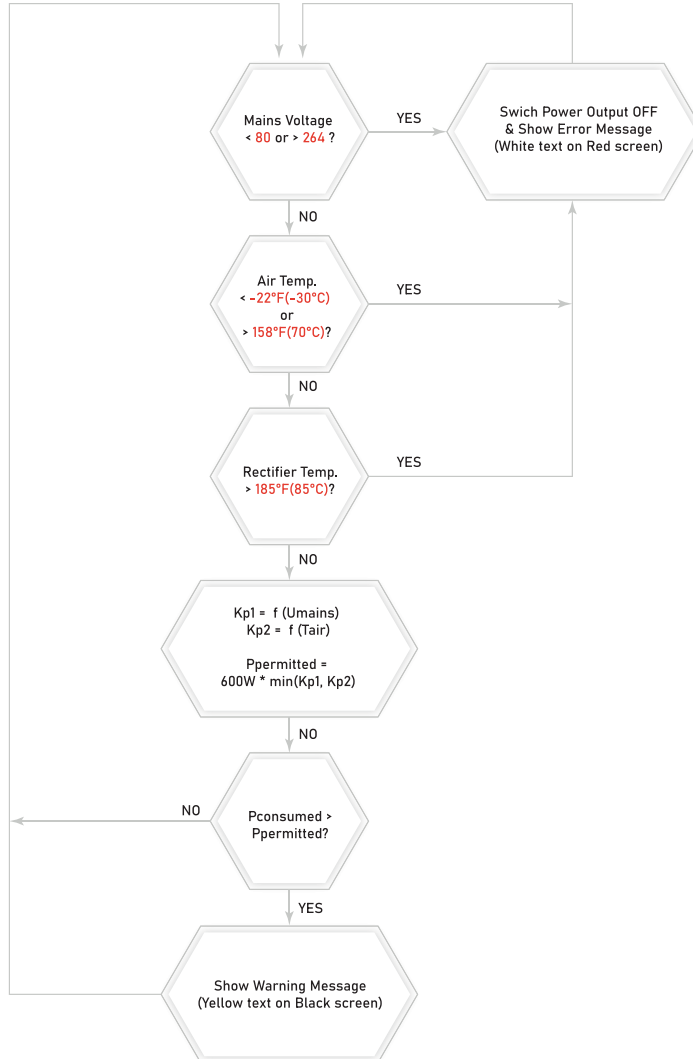 Mains Voltage
< 80 or > 264 ?
YES
Swich Power Output OFF
& Show Error Message
(White text on Red screen)
NO
Air Temp.
< -22°F(-30°C)
or
> 158°F(70°C)?
YES
NO
Rectifier Temp.
> 185°F(85°C)?
YES
NO
Kp1 = f (Umains)
Kp2 = f (Tair)
Ppermitted =
600W * min(Kp1, Kp2)
NO
Pconsumed >
Ppermitted?
NO
YES
Show Warning Message
(Yellow text on Black screen)